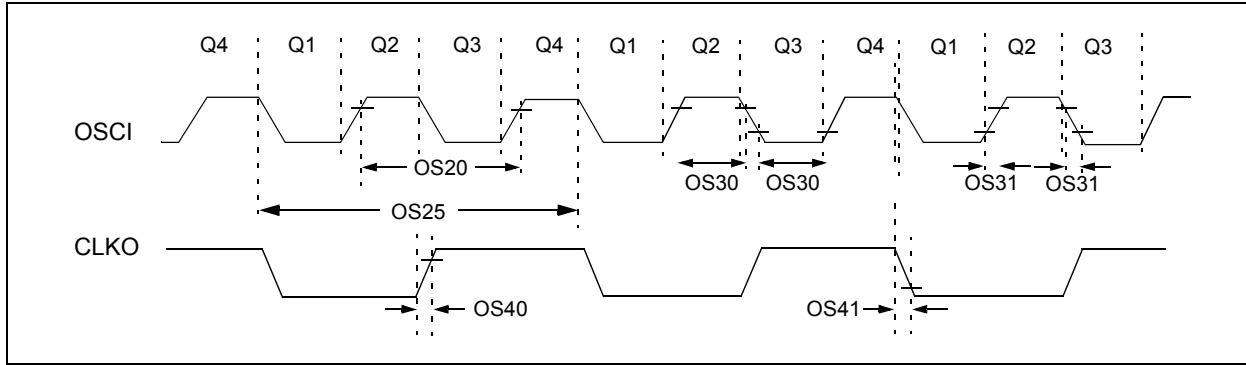 Q4 Q1 Q2 Q3 Q4 Q1 Q2 Q3 Q4 Q1 Q2 Q3
OSCI
OS20
OS30 OS30
OS31 OS31
OS25
CLKO
OS40
OS41